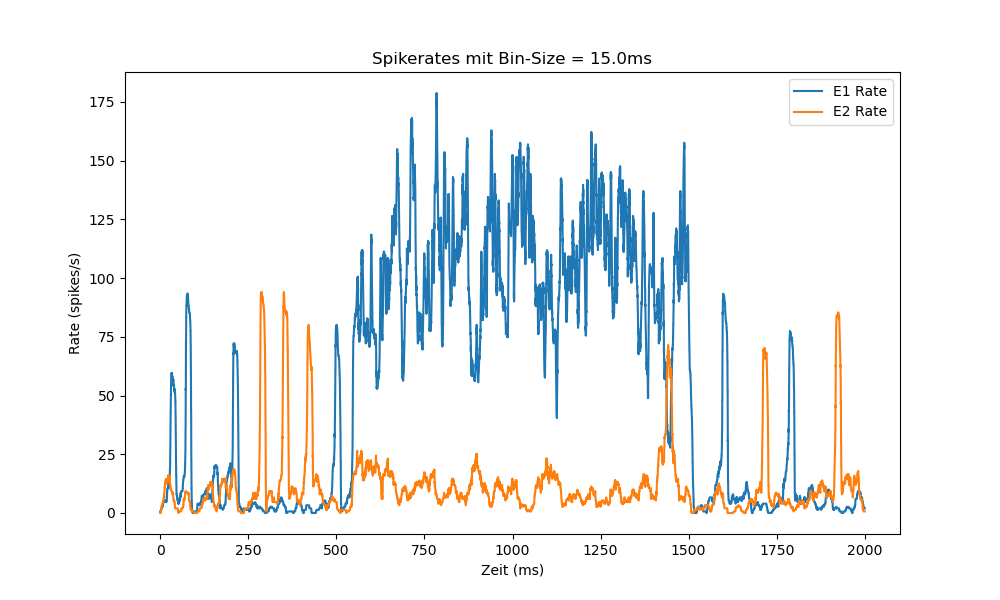 Spikerates mit Bin-Size = 15.0ms
E1 Rate
E2 Rate
Rate (spikes/s)
175
150
125
100
75
50
25
0
0 250 500 750 1000 1250 1500 1750 2000
Zeit (ms)